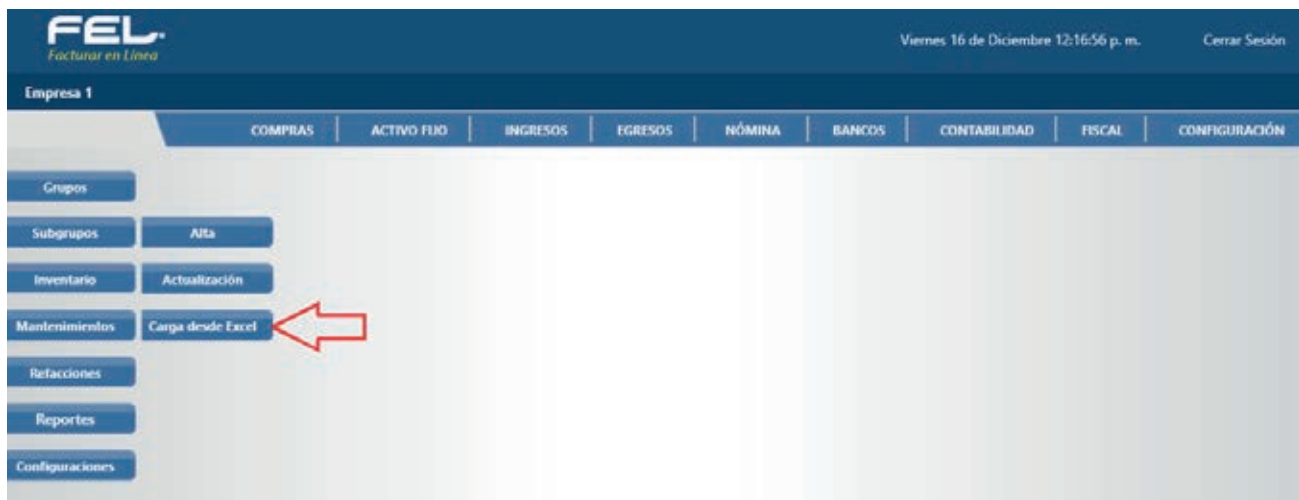 FEL
Facturar en Línea
Viernes 16 de Diciembre 12:16:56 p. m.
Cerrar Sesión
Empresa 1
COMPRAS ACTIVO FIJO INGRESOS EGRESOS NÓMINA BANCOS CONTABILIDAD FISCAL CONFIGURACIÓN
Grupos
Subgrupos Alta
Inventario Actualización
Mantenimientos Carga desde Excel
Refacciones
Reportes
Configuraciones